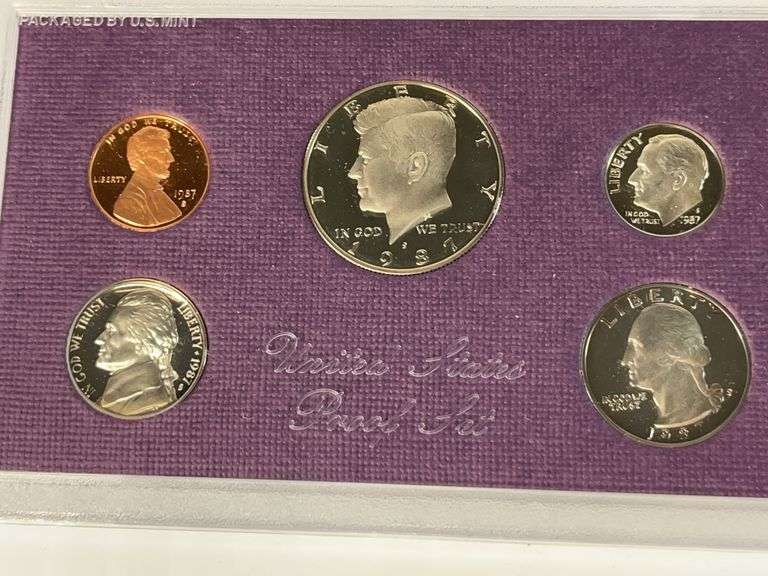 PACKAGED BY U.S. MINT
IN GOD WE TRUST
LIBERTY
1987
S
LIBERTY
IN GOD WE TRUST
S
1987
LIBERTY
IN GOD
WE TRUST
S
1987
IN GOD WE TRUST
LIBERTY • 1987
S
United States
Proof Set
LIBERTY
IN GOD WE
TRUST
S
1987